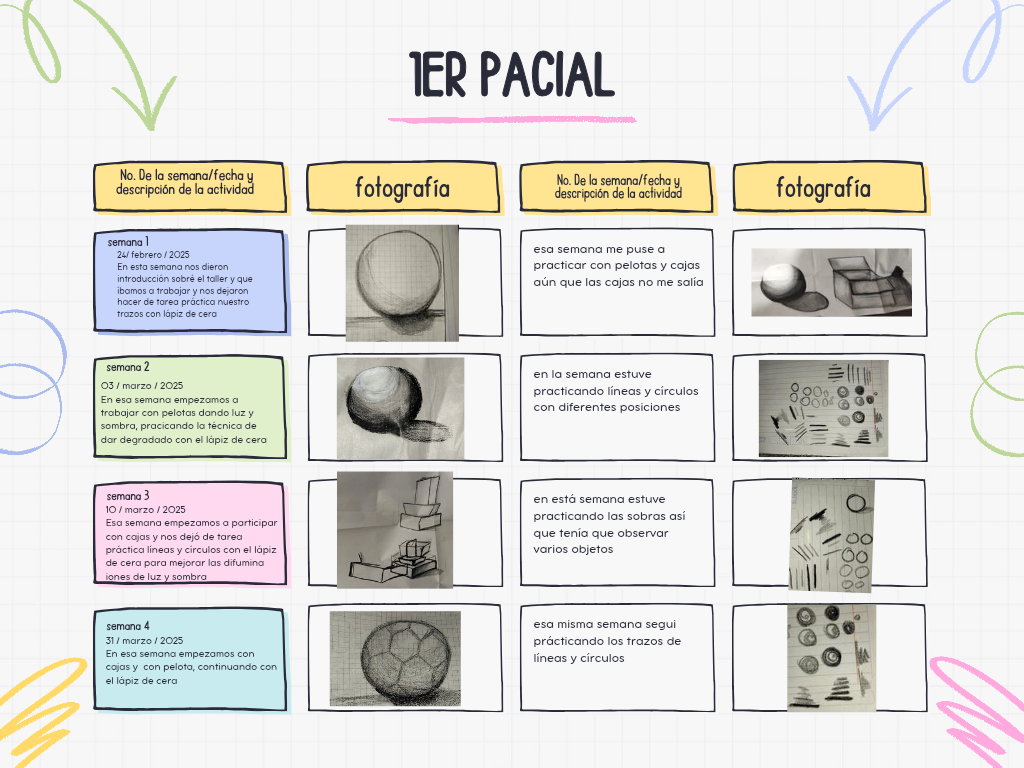 1ER PACIAL
No. De la semana/fecha y
descripción de la actividad
fotografía
No. De la semana/fecha y
descripción de la actividad
fotografía
semana 1
24/ febrero / 2025
En esta semana nos dieron
introducción sobré el taller y que
íbamos a trabajar y nos dejaron
hacer de tarea práctica nuestro
trazos con lápiz de cera
esa semana me puse a
practicar con pelotas y cajas
aún que las cajas no me salía
semana 2
03 / marzo / 2025
En esa semana empezamos a
trabajar con pelotas dando luz y
sombra, pracicando la técnica de
dar degradado con el lápiz de cera
en la semana estuve
practicando líneas y círculos
con diferentes posiciones
semana 3
10 / marzo / 2025
Esa semana empezamos a participar
con cajas y nos dejó de tarea
práctica líneas y círculos con el lápiz
de cera para mejorar las difumina
iones de luz y sombra
en está semana estuve
practicando las sobras así
que tenía que observar
varios objetos
semana 4
31 / marzo / 2025
En esa semana empezamos con
cajas y con pelota, continuando con
el lápiz de cera
esa misma semana segui
prácticando los trazos de
líneas y círculos